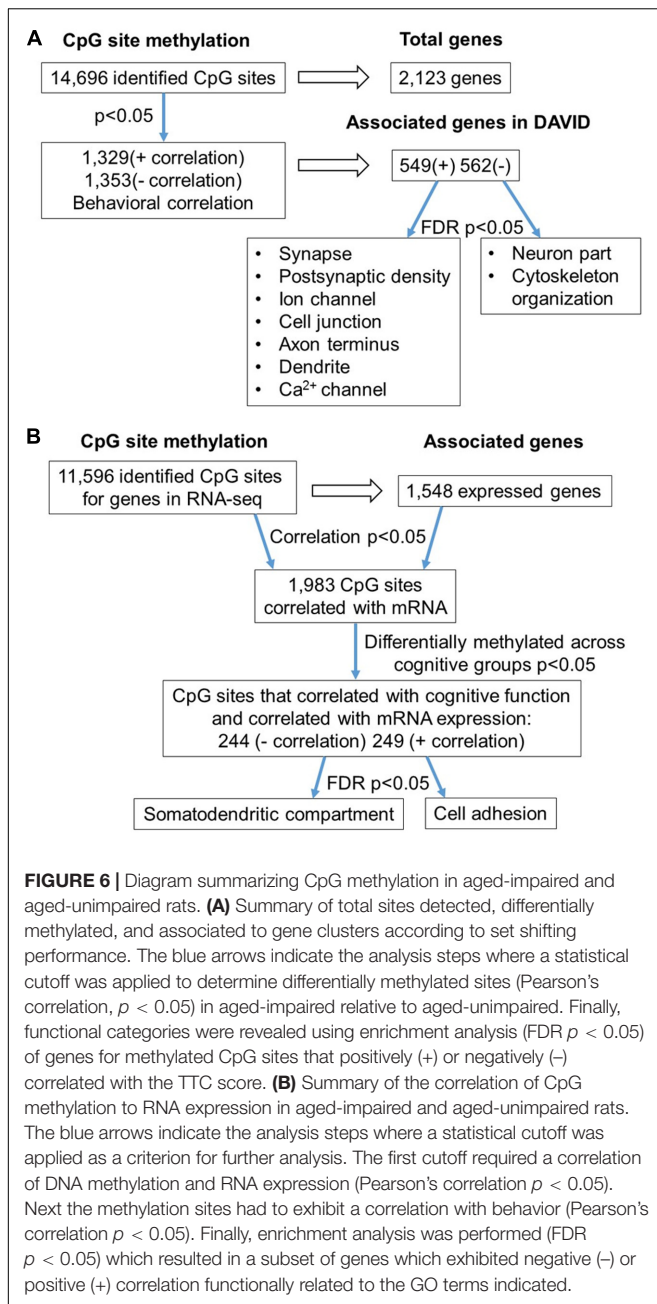 A
CpG site methylation
Total genes
14,696 identified CpG sites
2,123 genes
p<0.05
Associated genes in DAVID
1,329(+ correlation)
1,353(- correlation)
Behavioral correlation
549(+) 562(-)
FDR p<0.05
• Synapse
• Postsynaptic density
• Ion channel
• Cell junction
• Axon terminus
• Dendrite
• Ca2+ channel
• Neuron part
• Cytoskeleton
organization
B
CpG site methylation
Associated genes
11,596 identified CpG sites
for genes in RNA-seq
1,548 expressed genes
Correlation p<0.05
1,983 CpG sites
correlated with mRNA
Differentially methylated across
cognitive groups p<0.05
CpG sites that correlated with cognitive function
and correlated with mRNA expression:
244 (- correlation) 249 (+ correlation)
FDR p<0.05
Somatodendritic compartment
Cell adhesion
FIGURE 6 | Diagram summarizing CpG methylation in aged-impaired and
aged-unimpaired rats. (A) Summary of total sites detected, differentially
methylated, and associated to gene clusters according to set shifting
performance. The blue arrows indicate the analysis steps where a statistical
cutoff was applied to determine differentially methylated sites (Pearson's
correlation, p < 0.05) in aged-impaired relative to aged-unimpaired. Finally,
functional categories were revealed using enrichment analysis (FDR p < 0.05)
of genes for methylated CpG sites that positively (+) or negatively (–)
correlated with the TTC score. (B) Summary of the correlation of CpG
methylation to RNA expression in aged-impaired and aged-unimpaired rats.
The blue arrows indicate the analysis steps where a statistical cutoff was
applied as a criterion for further analysis. The first cutoff required a correlation
of DNA methylation and RNA expression (Pearson's correlation p < 0.05).
Next the methylation sites had to exhibit a correlation with behavior (Pearson's
correlation p < 0.05). Finally, enrichment analysis was performed (FDR
p < 0.05) which resulted in a subset of genes which exhibited negative (–) or
positive (+) correlation functionally related to the GO terms indicated.